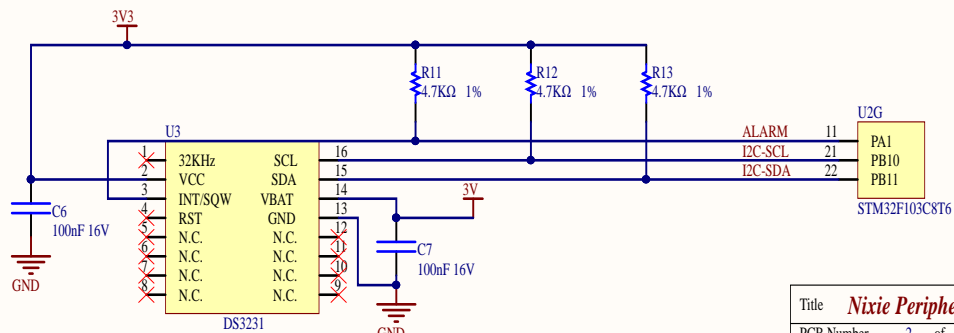 3V3
R11
4.7KΩ 1%
R12
4.7KΩ 1%
R13
4.7KΩ 1%
U3
U2G
1 32KHz SCL 16
2 VCC SDA 15
3 INT/SQW VBAT 14
4 RST GND 13
5 N.C. N.C. 12
6 N.C. N.C. 11
7 N.C. N.C. 10
8 N.C. N.C. 9
DS3231
ALARM 11 PA1
I2C-SCL 21 PB10
I2C-SDA 22 PB11
STM32F103C8T6
3V
C6
100nF 16V
GND
C7
100nF 16V
GND
Title Nixie Periphe
PCB Number 2 of